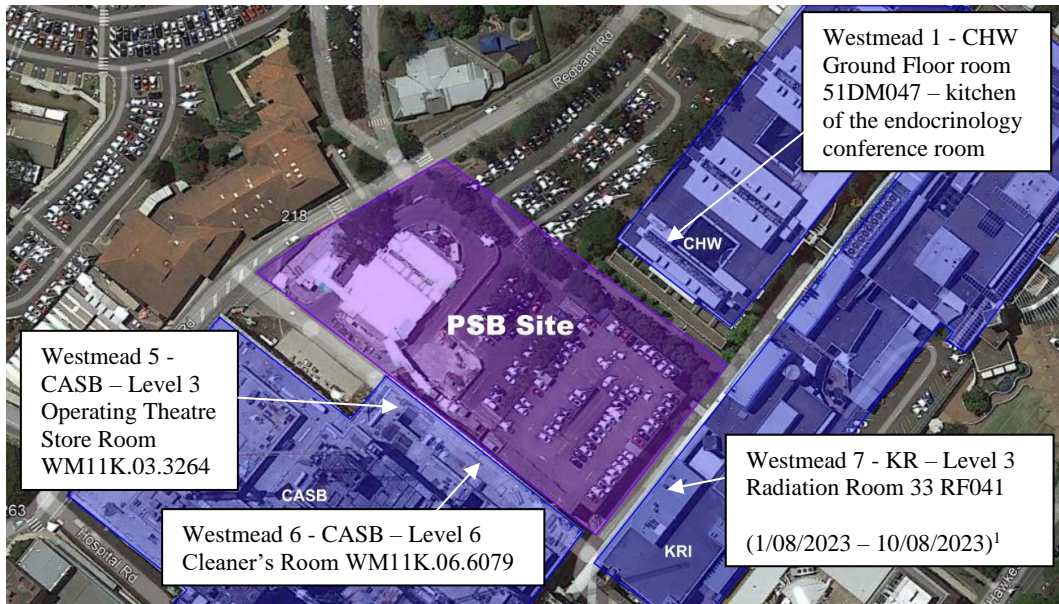 Westmead 1 - CHW
Ground Floor room
51DM047 – kitchen
of the endocrinology
conference room
Redbank Rd
218
CHW
PSB Site
Rd
Westmead 5 -
CASB – Level 3
Operating Theatre
Store Room
WM11K.03.3264
CASB
263
Hospital Rd
Westmead 6 - CASB – Level 6
Cleaner's Room WM11K.06.6079
Westmead 7 - KR – Level 3
Radiation Room 33 RF041
(1/08/2023 – 10/08/2023)¹
KRI
Hawke